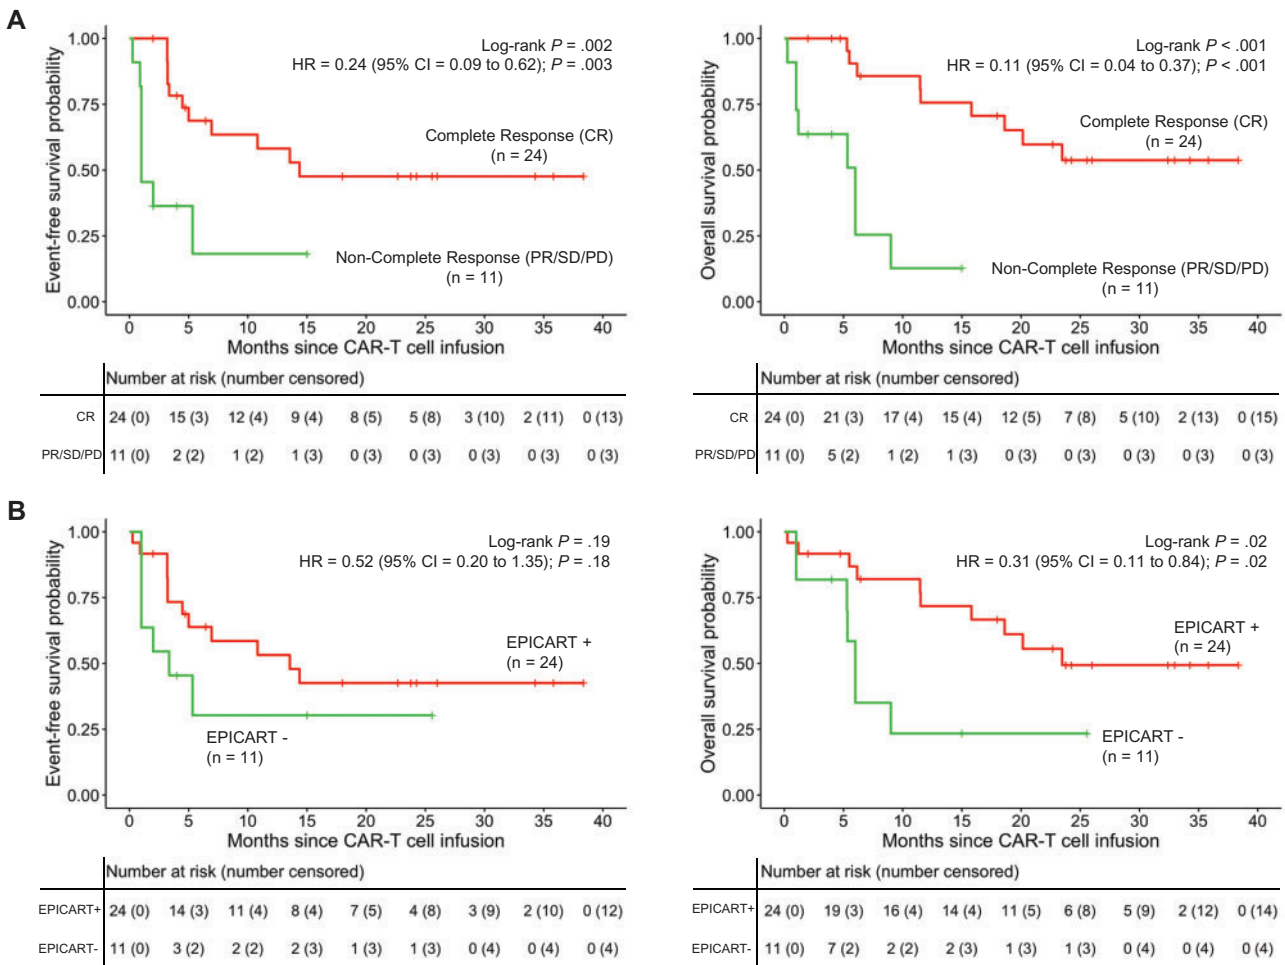 A
Event-free survival probability
1.00
0.75
0.50
0.25
0.00
Log-rank P = .002
HR = 0.24 (95% CI = 0.09 to 0.62); P = .003
Complete Response (CR)
(n = 24)
Non-Complete Response (PR/SD/PD)
(n = 11)
0 5 10 15 20 25 30 35 40
Months since CAR-T cell infusion
Number at risk (number censored)
CR 24 (0) 15 (3) 12 (4) 9 (4) 8 (5) 5 (8) 3 (10) 2 (11) 0 (13)
PR/SD/PD 11 (0) 2 (2) 1 (2) 1 (3) 0 (3) 0 (3) 0 (3) 0 (3) 0 (3)
Overall survival probability
1.00
0.75
0.50
0.25
0.00
Log-rank P < .001
HR = 0.11 (95% CI = 0.04 to 0.37); P < .001
Complete Response (CR)
(n = 24)
Non-Complete Response (PR/SD/PD)
(n = 11)
0 5 10 15 20 25 30 35 40
Months since CAR-T cell infusion
Number at risk (number censored)
CR 24 (0) 21 (3) 17 (4) 15 (4) 12 (5) 7 (8) 5 (10) 2 (13) 0 (15)
PR/SD/PD 11 (0) 5 (2) 1 (2) 1 (3) 0 (3) 0 (3) 0 (3) 0 (3) 0 (3)
B
Event-free survival probability
1.00
0.75
0.50
0.25
0.00
Log-rank P = .19
HR = 0.52 (95% CI = 0.20 to 1.35); P = .18
EPICART +
(n = 24)
EPICART -
(n = 11)
0 5 10 15 20 25 30 35 40
Months since CAR-T cell infusion
Number at risk (number censored)
EPICART+ 24 (0) 14 (3) 11 (4) 8 (4) 7 (5) 4 (8) 3 (9) 2 (10) 0 (12)
EPICART- 11 (0) 3 (2) 2 (2) 2 (3) 1 (3) 1 (3) 0 (4) 0 (4) 0 (4)
Overall survival probability
1.00
0.75
0.50
0.25
0.00
Log-rank P = .02
HR = 0.31 (95% CI = 0.11 to 0.84); P = .02
EPICART +
(n = 24)
EPICART -
(n = 11)
0 5 10 15 20 25 30 35 40
Months since CAR-T cell infusion
Number at risk (number censored)
EPICART+ 24 (0) 19 (3) 16 (4) 14 (4) 11 (5) 6 (8) 5 (9) 2 (12) 0 (14)
EPICART- 11 (0) 7 (2) 2 (2) 2 (3) 1 (3) 1 (3) 0 (4) 0 (4) 0 (4)